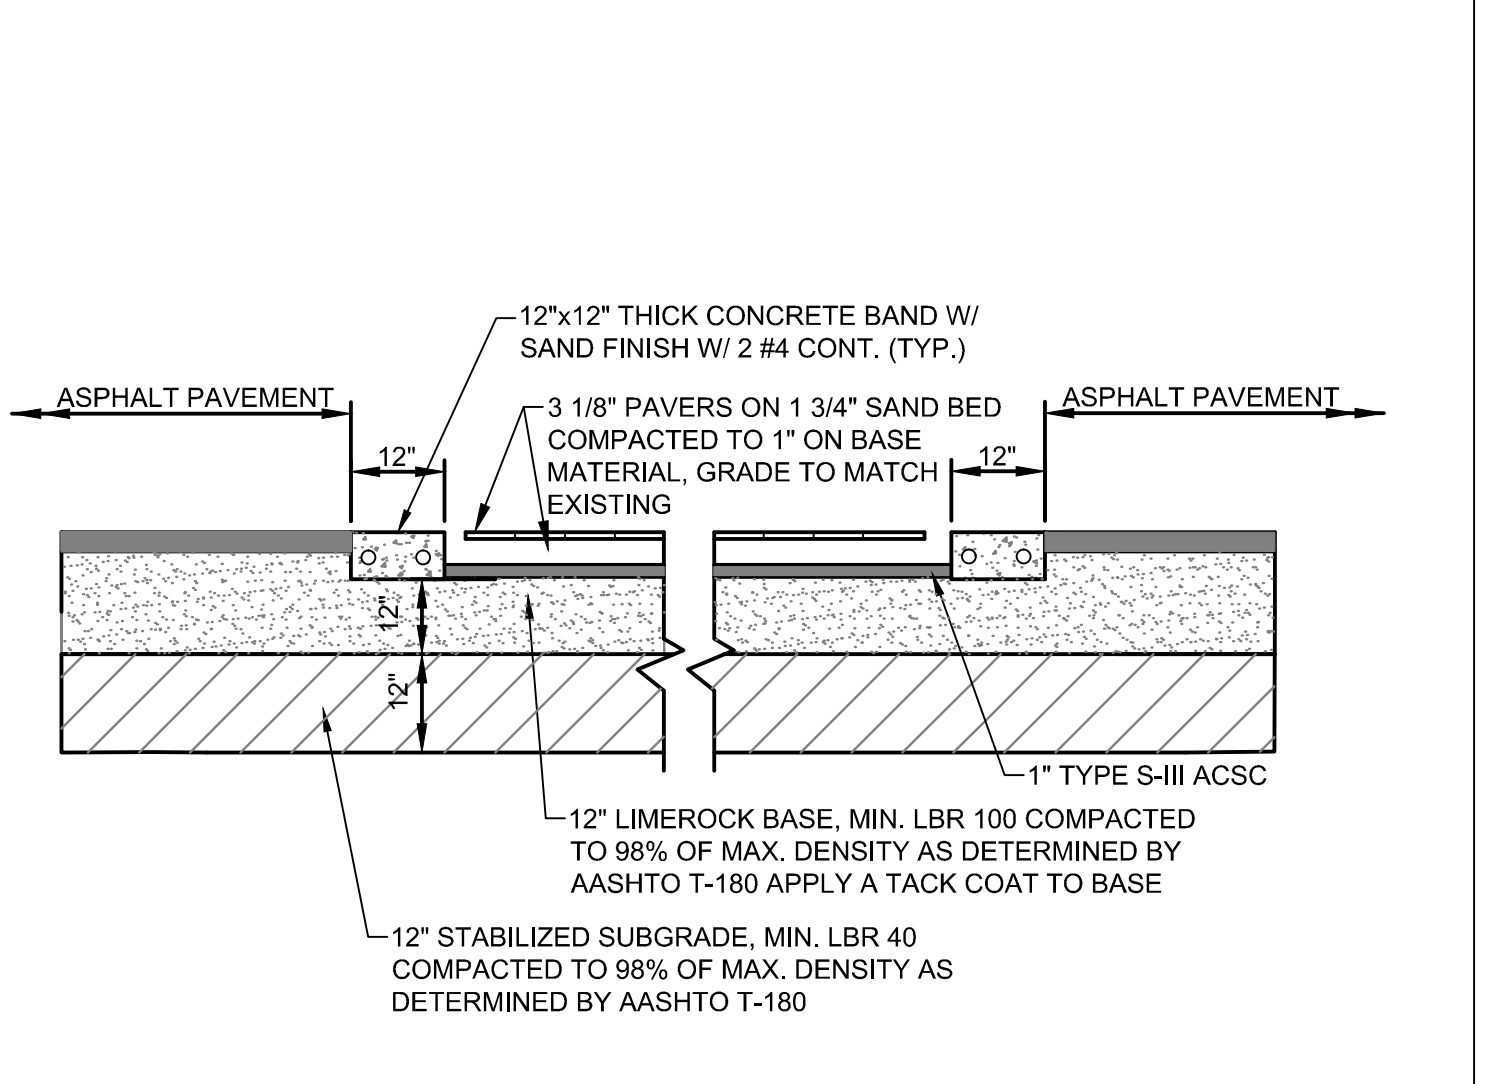 12"x12" THICK CONCRETE BAND W/
SAND FINISH W/ 2 #4 CONT. (TYP.)
ASPHALT PAVEMENT
3 1/8" PAVERS ON 1 3/4" SAND BED
COMPACTED TO 1" ON BASE
MATERIAL, GRADE TO MATCH
EXISTING
ASPHALT PAVEMENT
12"
12"
12"
12"
1" TYPE S-III ACSC
12" LIMEROCK BASE, MIN. LBR 100 COMPACTED
TO 98% OF MAX. DENSITY AS DETERMINED BY
AASHTO T-180 APPLY A TACK COAT TO BASE
12" STABILIZED SUBGRADE, MIN. LBR 40
COMPACTED TO 98% OF MAX. DENSITY AS
DETERMINED BY AASHTO T-180